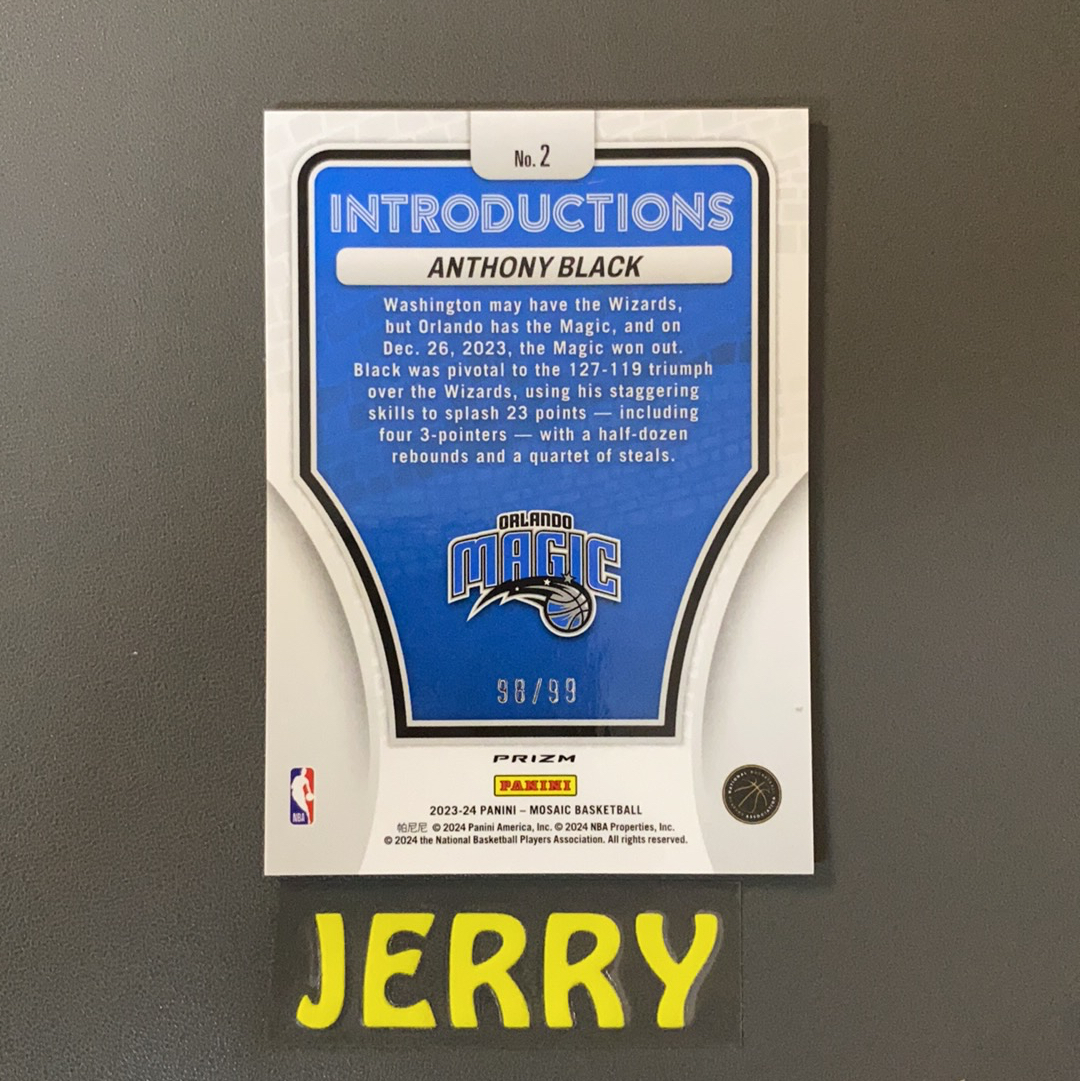 No. 2
INTRODUCTIONS
ANTHONY BLACK
Washington may have the Wizards,
but Orlando has the Magic, and on
Dec. 26, 2023, the Magic won out.
Black was pivotal to the 127-119 triumph
over the Wizards, using his staggering
skills to splash 23 points — including
four 3-pointers — with a half-dozen
rebounds and a quartet of steals.
ORLANDO
MAGIC
98/99
PRIZM
PANINI
NBA
2023-24 PANINI – MOSAIC BASKETBALL
帕尼尼 © 2024 Panini America, Inc. © 2024 NBA Properties, Inc.
© 2024 the National Basketball Players Association. All rights reserved.
JERRY